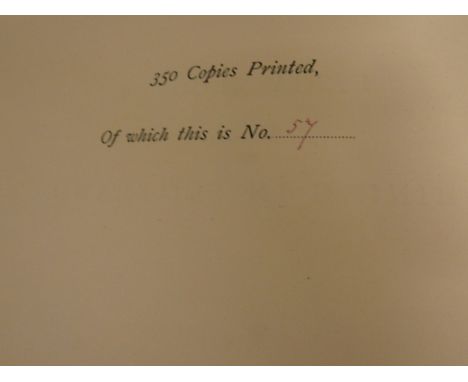 350 Copies Printed,
Of which this is No. 57